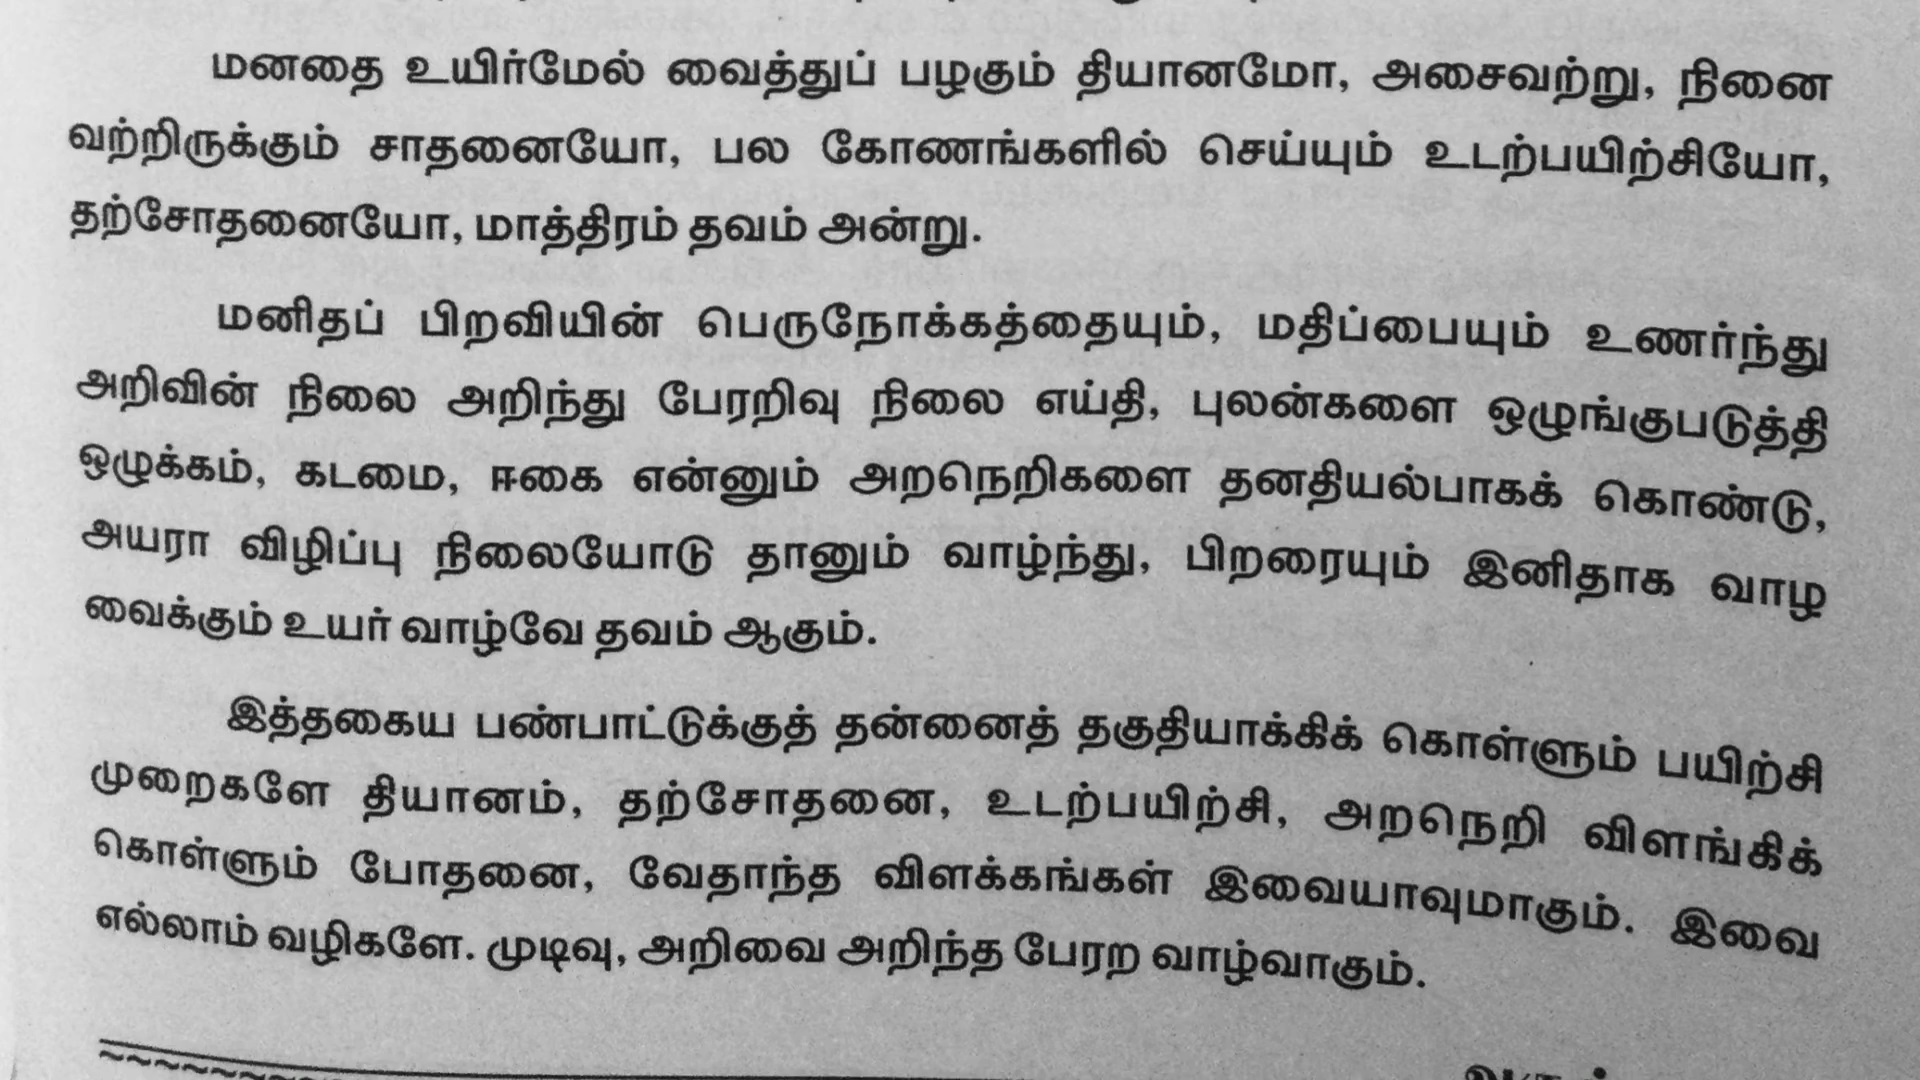 மனதை உயிர்மேல் வைத்துப் பழகும் தியானமோ, அசைவற்று, நினை
வற்றிருக்கும் சாதனையோ, பல கோணங்களில் செய்யும் உடற்பயிற்சியோ,
தற்சோதனையோ, மாத்திரம் தவம் அன்று.
மனிதப் பிறவியின் பெருநோக்கத்தையும், மதிப்பையும் உணர்ந்து
அறிவின் நிலை அறிந்து பேரறிவு நிலை எய்தி, புலன்களை ஒழுங்குபடுத்தி
ஒழுக்கம், கடமை, ஈகை என்னும் அறநெறிகளை தனதியல்பாகக் கொண்டு,
அயரா விழிப்பு நிலையோடு தானும் வாழ்ந்து, பிறரையும் இனிதாக வாழ
வைக்கும் உயர் வாழ்வே தவம் ஆகும்.
இத்தகைய பண்பாட்டுக்குத் தன்னைத் தகுதியாக்கிக் கொள்ளும் பயிற்சி
முறைகளே தியானம், தற்சோதனை, உடற்பயிற்சி, அறநெறி விளங்கிக்
கொள்ளும் போதனை, வேதாந்த விளக்கங்கள் இவையாவுமாகும். இவை
எல்லாம் வழிகளே. முடிவு, அறிவை அறிந்த பேரற வாழ்வாகும்.